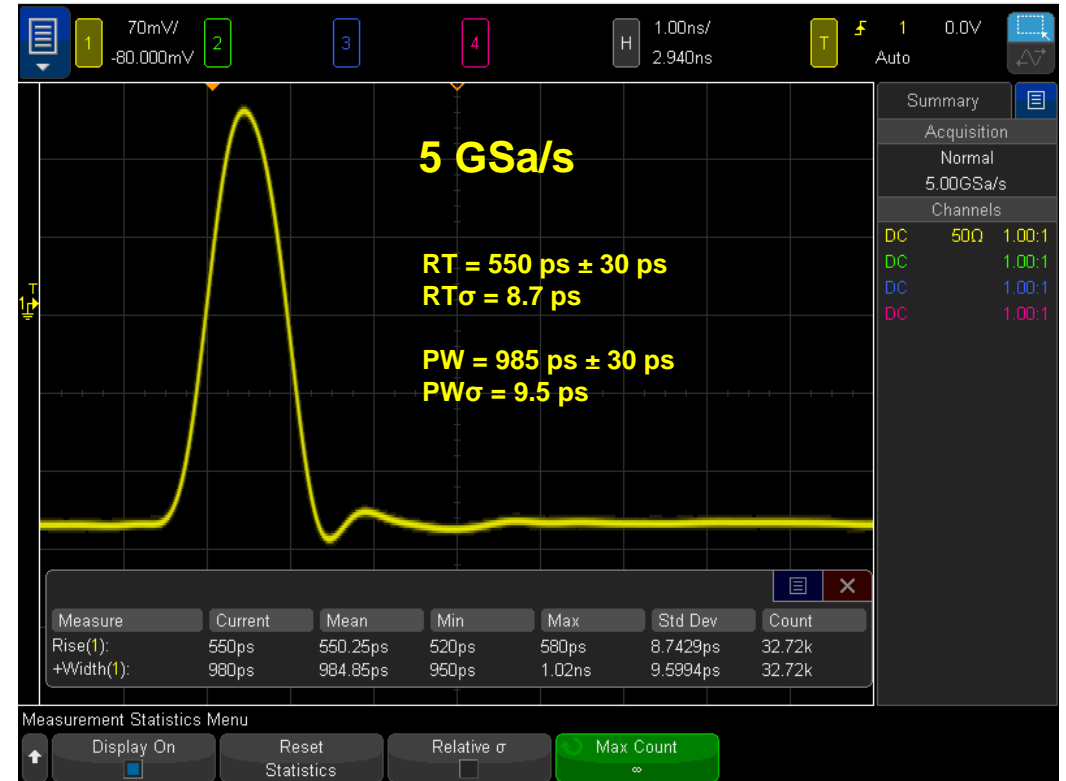 1 70mV/ 2 3 4 H 1.00ns/ T 1 0.0V
-80.000mV 2.940ns Auto
Summary
Acquisition
Normal
5.00GSa/s
Channels
DC 50Ω 1.00:1
DC 1.00:1
DC 1.00:1
DC 1.00:1
5 GSa/s
RT = 550 ps ± 30 ps
RTσ = 8.7 ps
PW = 985 ps ± 30 ps
PWσ = 9.5 ps
T
1
Measure Current Mean Min Max Std Dev Count
Rise(1): 550ps 550.25ps 520ps 580ps 8.7429ps 32.72k
+Width(1): 980ps 984.85ps 950ps 1.02ns 9.5994ps 32.72k
Measurement Statistics Menu
Display On Reset Relative σ Max Count
Statistics ∞